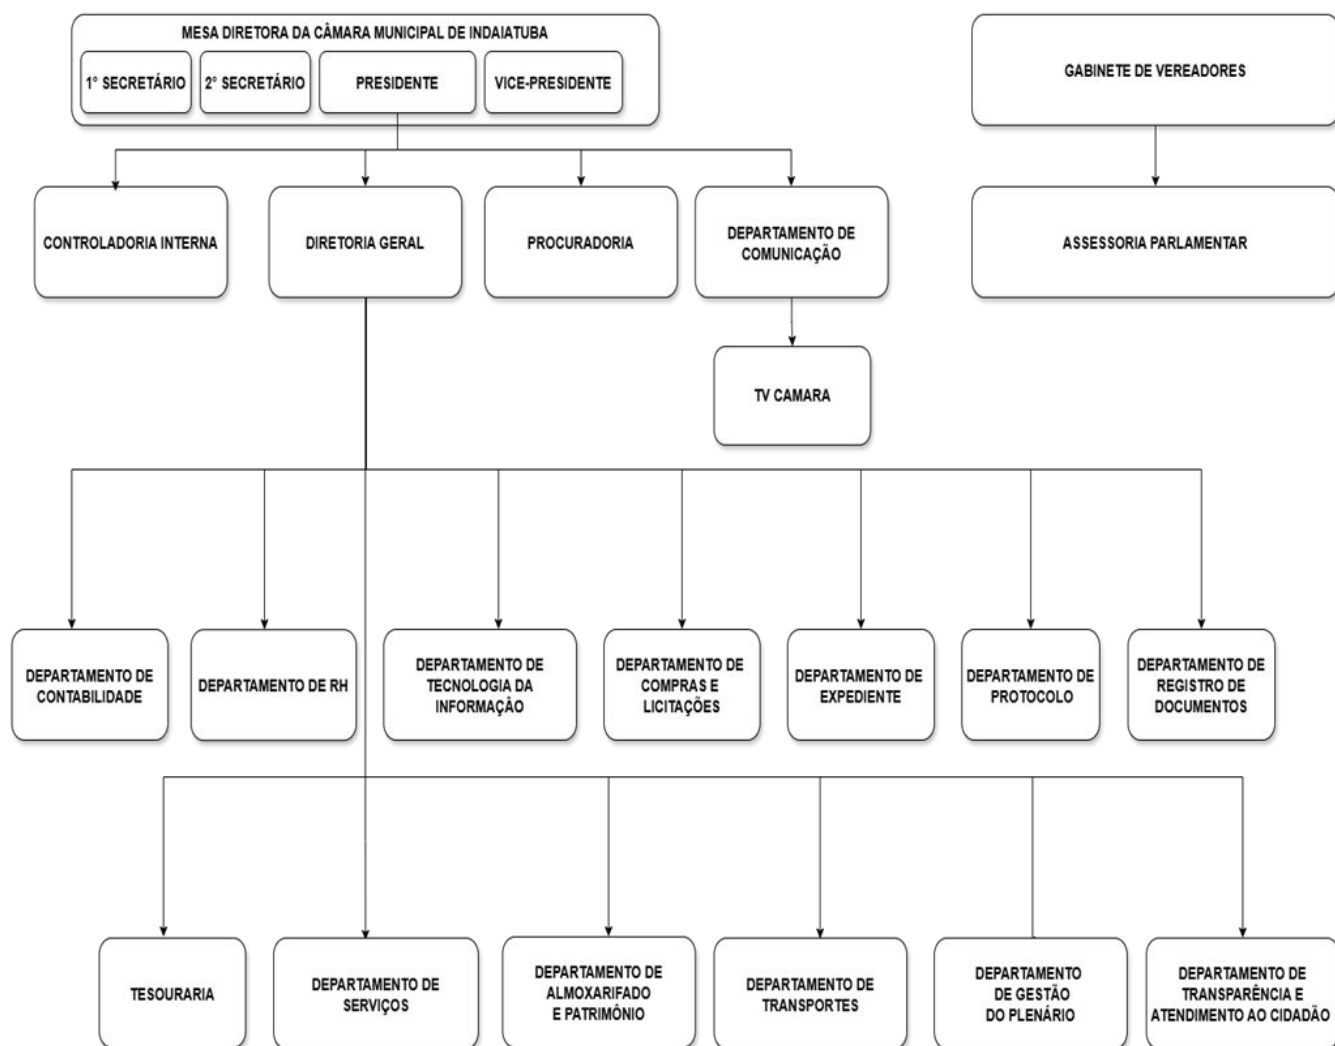 MESA DIRETORA DA CÂMARA MUNICIPAL DE INDAIATUBA
1° SECRETÁRIO
2° SECRETÁRIO
PRESIDENTE
VICE-PRESIDENTE
GABINETE DE VEREADORES
CONTROLADORIA INTERNA
DIRETORIA GERAL
PROCURADORIA
DEPARTAMENTO DE
COMUNICAÇÃO
ASSESSORIA PARLAMENTAR
TV CAMARA
DEPARTAMENTO DE
CONTABILIDADE
DEPARTAMENTO DE RH
DEPARTAMENTO DE
TECNOLOGIA DA
INFORMAÇÃO
DEPARTAMENTO DE
COMPRAS E
LICITAÇÕES
DEPARTAMENTO DE
EXPEDIENTE
DEPARTAMENTO DE
PROTOCOLO
DEPARTAMENTO DE
REGISTRO DE
DOCUMENTOS
TESOURARIA
DEPARTAMENTO DE
SERVIÇOS
DEPARTAMENTO DE
ALMOXARIFADO
E PATRIMÔNIO
DEPARTAMENTO DE
TRANSPORTES
DEPARTAMENTO
DE GESTÃO
DO PLENÁRIO
DEPARTAMENTO DE
TRANSPARÊNCIA E
ATENDIMENTO AO CIDADÃO